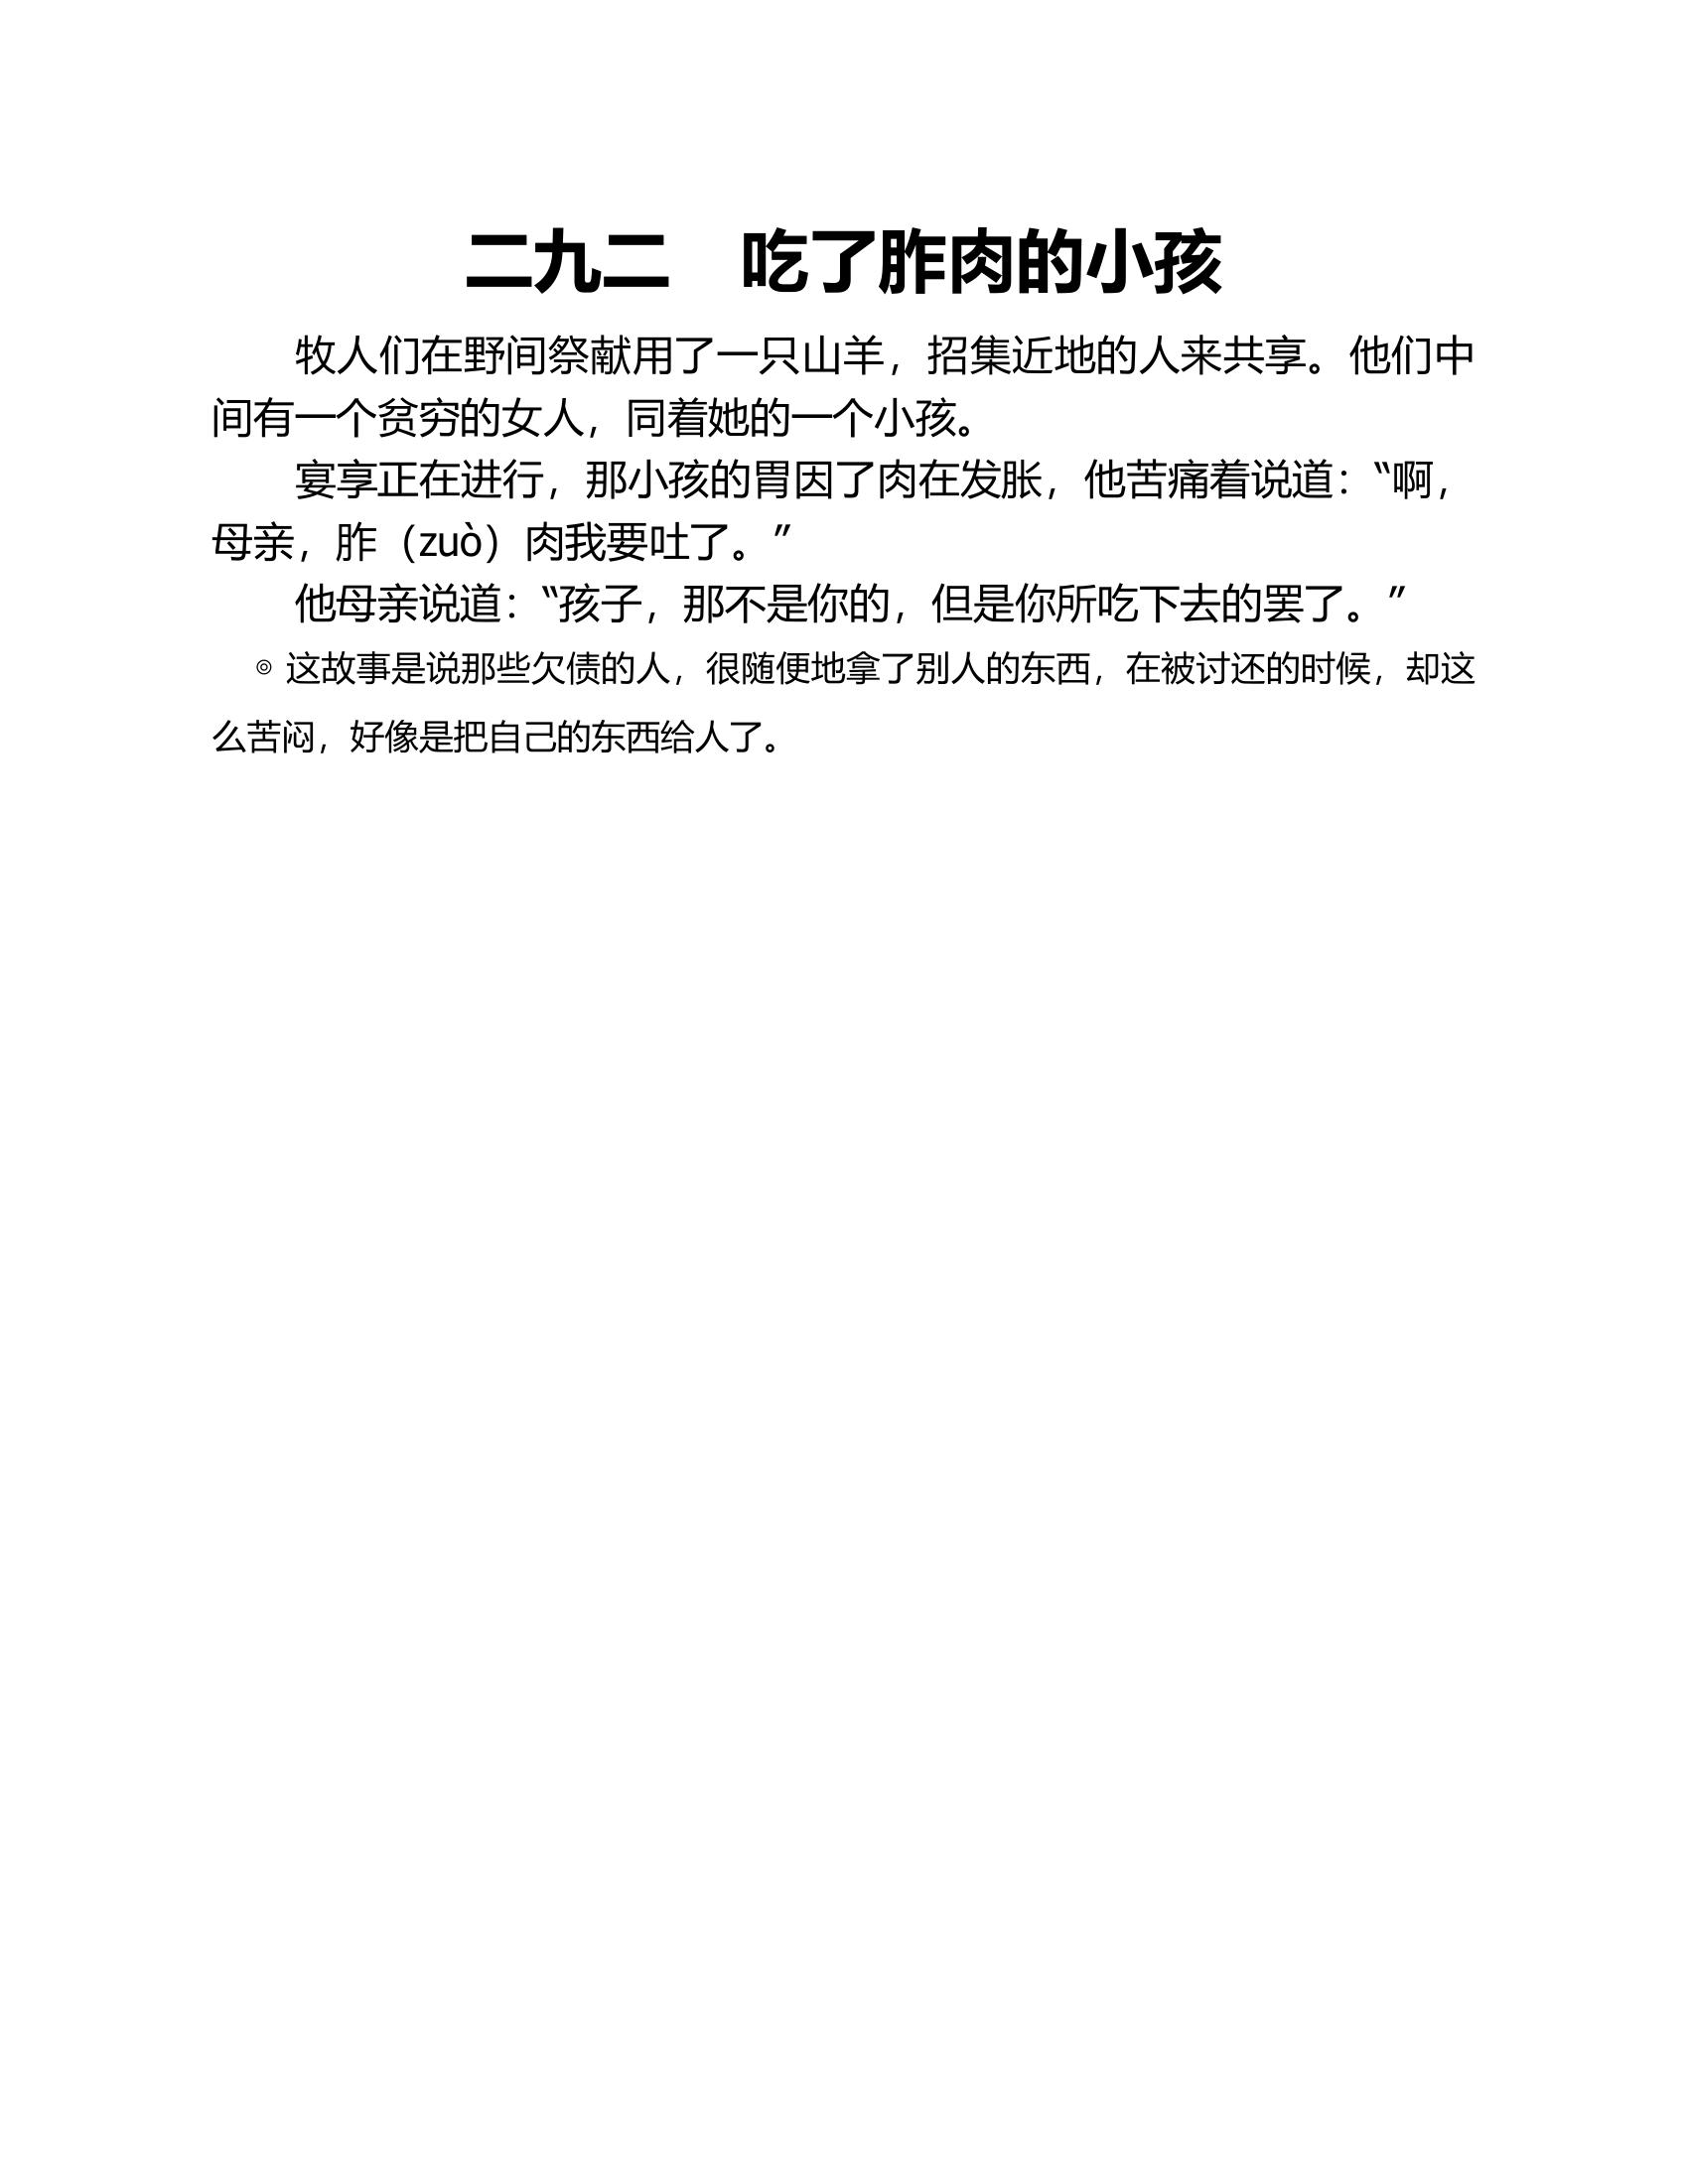 二九二　吃了胙肉的小孩
牧人们在野间祭献用了一只山羊，招集近地的人来共享。他们中
间有一个贫穷的女人，同着她的一个小孩。
宴享正在进行，那小孩的胃因了肉在发胀，他苦痛着说道：“啊，
母亲，胙（zuò）肉我要吐了。”
他母亲说道：“孩子，那不是你的，但是你所吃下去的罢了。”
◎ 这故事是说那些欠债的人，很随便地拿了别人的东西，在被讨还的时候，却这
么苦闷，好像是把自己的东西给人了。